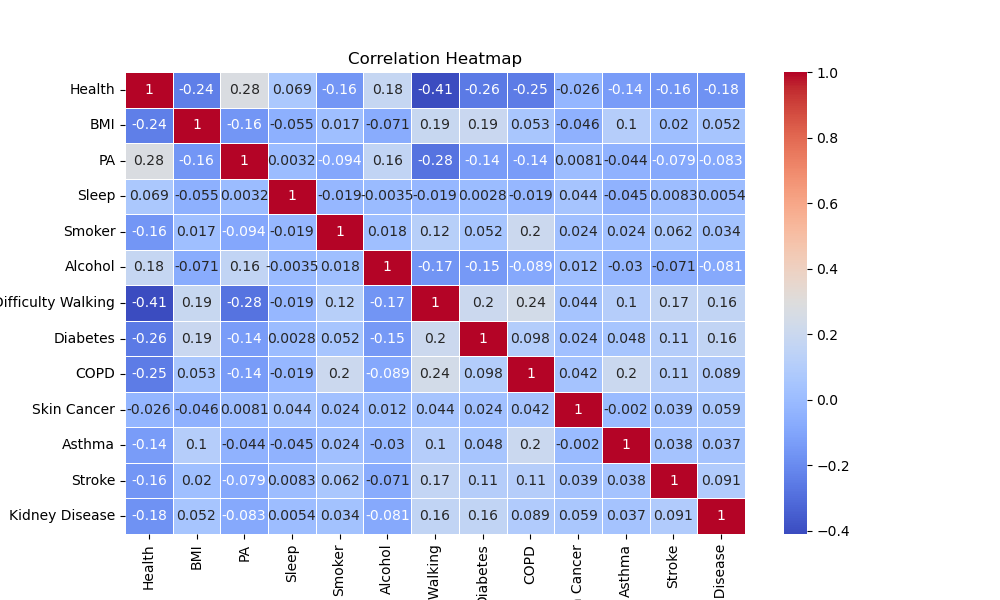 Correlation Heatmap
Health 1 -0.24 0.28 0.069 -0.16 0.18 -0.41 -0.26 -0.25 -0.026 -0.14 -0.16 -0.18
BMI -0.24 1 -0.16 -0.055 0.017 -0.071 0.19 0.19 0.053 -0.046 0.1 0.02 0.052
PA 0.28 -0.16 1 0.0032 -0.094 0.16 -0.28 -0.14 -0.14 0.0081 -0.044 -0.079 -0.083
Sleep 0.069 -0.055 0.0032 1 -0.019 -0.0035 -0.019 0.0028 -0.019 0.044 -0.045 0.0083 0.0054
Smoker -0.16 0.017 -0.094 -0.019 1 0.018 0.12 0.052 0.2 0.024 0.024 0.062 0.034
Alcohol 0.18 -0.071 0.16 -0.0035 0.018 1 -0.17 -0.15 -0.089 0.012 -0.03 -0.071 -0.081
Difficulty Walking -0.41 0.19 -0.28 -0.019 0.12 -0.17 1 0.2 0.24 0.044 0.1 0.17 0.16
Diabetes -0.26 0.19 -0.14 0.0028 0.052 -0.15 0.2 1 0.098 0.024 0.048 0.11 0.16
COPD -0.25 0.053 -0.14 -0.019 0.2 -0.089 0.24 0.098 1 0.042 0.2 0.11 0.089
Skin Cancer -0.026 -0.046 0.0081 0.044 0.024 0.012 0.044 0.024 0.042 1 -0.002 0.039 0.059
Asthma -0.14 0.1 -0.044 -0.045 0.024 -0.03 0.1 0.048 0.2 -0.002 1 0.038 0.037
Stroke -0.16 0.02 -0.079 0.0083 0.062 -0.071 0.17 0.11 0.11 0.039 0.038 1 0.091
Kidney Disease -0.18 0.052 -0.083 0.0054 0.034 -0.081 0.16 0.16 0.089 0.059 0.037 0.091 1
Health
BMI
PA
Sleep
Smoker
Alcohol
Walking
Diabetes
COPD
Cancer
Asthma
Stroke
Disease
1.0
0.8
0.6
0.4
0.2
0.0
−0.2
−0.4